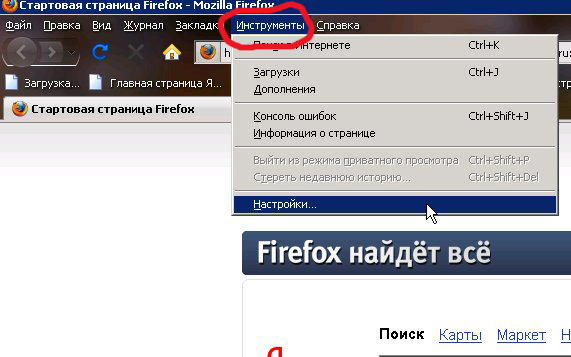 Стартовая страница Firefox - Mozilla Firefox
Файл Правка Вид Журнал Закладк Инструменты Справка
Поиск в Интернете Ctrl+K
Загрузки Ctrl+J
Дополнения
Консоль ошибок Ctrl+Shift+J
Информация о странице
Выйти из режима приватного просмотра Ctrl+Shift+P
Стереть недавнюю историю... Ctrl+Shift+Del
Настройки...
h
ru:
Загрузка... Главная страница Я...
Стартовая страница Firefox
Firefox найдёт всё
Поиск Карты Маркет Н
Я